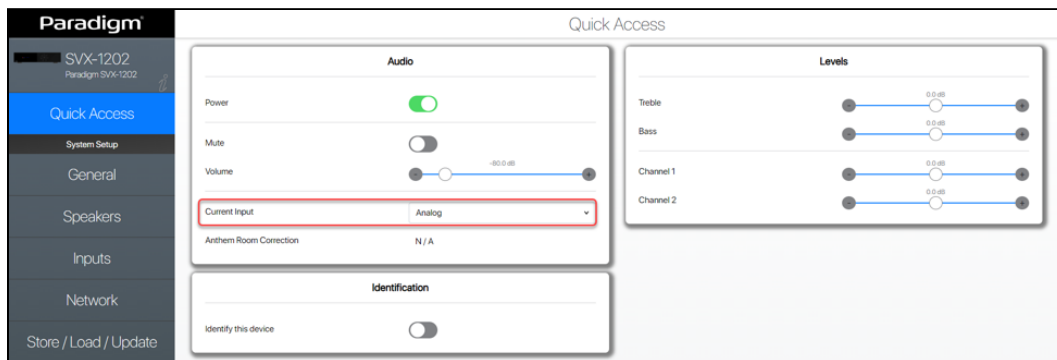 Paradigm
Quick Access
SVX-1202
Paradigm SVX-1202
Quick Access
System Setup
General
Speakers
Inputs
Network
Store / Load / Update
Audio
Power
Mute
Volume
-80.0 dB
Current Input
Analog
Anthem Room Correction
N / A
Identification
Identify this device
Levels
Treble
0.0 dB
Bass
0.0 dB
Channel 1
0.0 dB
Channel 2
0.0 dB